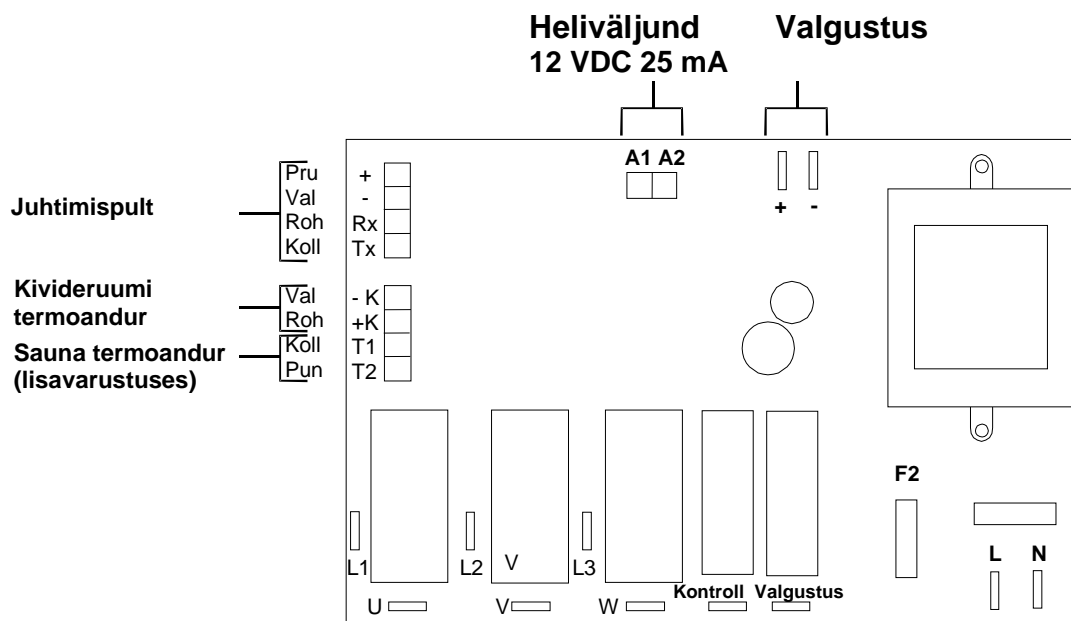 Heliväljund Valgustus
12 VDC 25 mA
A1 A2
+ -
Juhtimispult
Pru +
Val -
Roh Rx
Koll Tx
Kivideruumi
termoandur
Val - K
Roh +K
Sauna termoandur
(lisavarustuses)
Koll T1
Pun T2
F2
L N
L1 L2 V L3
Kontroll Valgustus
U V W